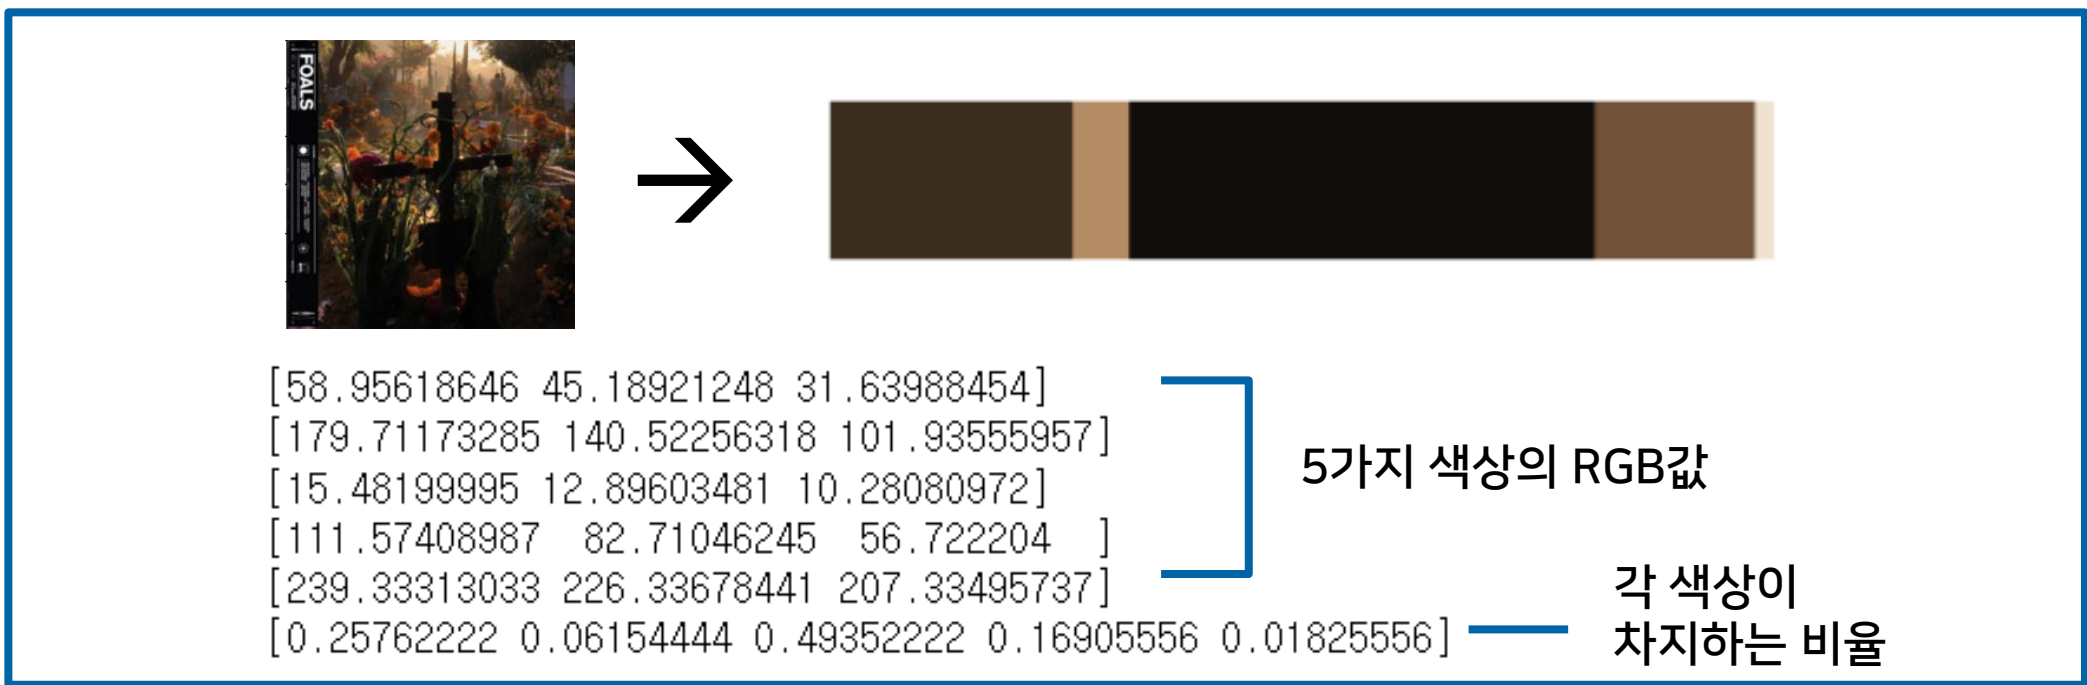 FOALS
[58.95618646 45.18921248 31.63988454]
[179.71173285 140.52256318 101.93555957]
[15.48199995 12.89603481 10.28080972]
[111.57408987 82.71046245 56.722204 ]
[239.33313033 226.33678441 207.33495737]
[0.25762222 0.06154444 0.49352222 0.16905556 0.01825556]
5가지 색상의 RGB값
각 색상이
차지하는 비율